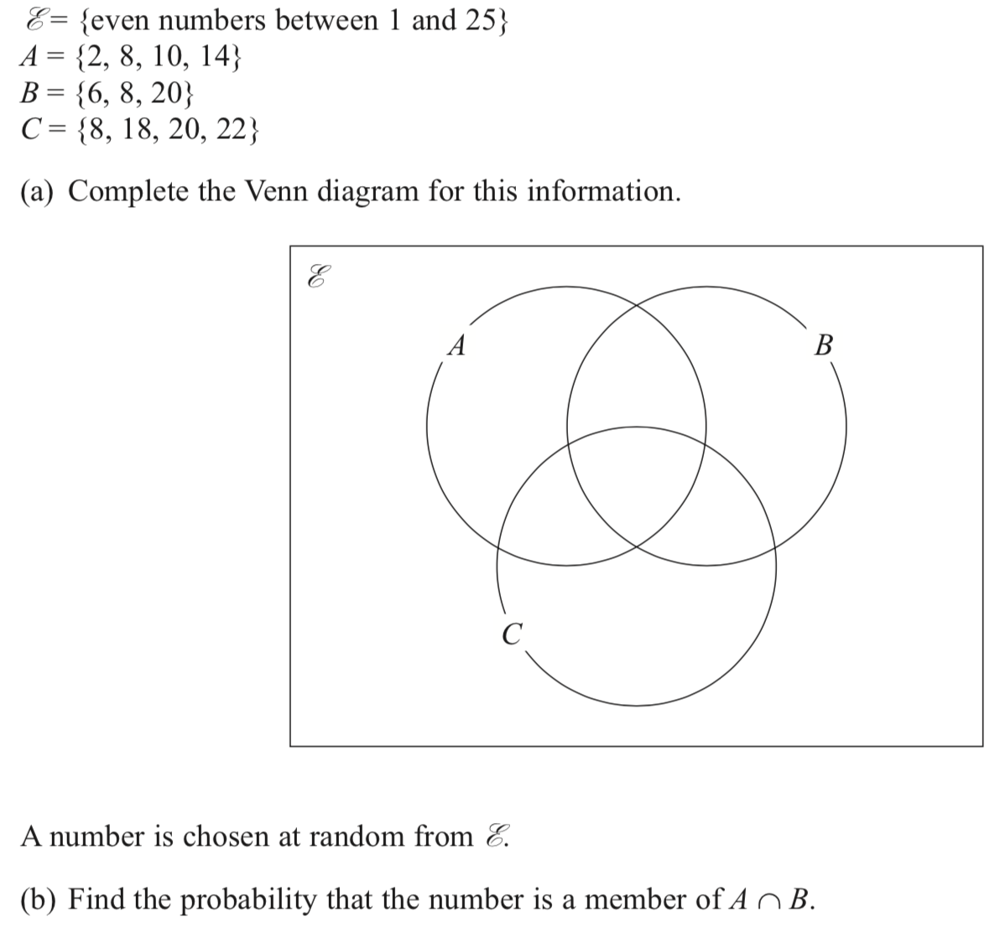 ℰ = {even numbers between 1 and 25}
A = {2, 8, 10, 14}
B = {6, 8, 20}
C = {8, 18, 20, 22}
(a) Complete the Venn diagram for this information.
ℰ
A
B
C
A number is chosen at random from ℰ.
(b) Find the probability that the number is a member of A ∩ B.